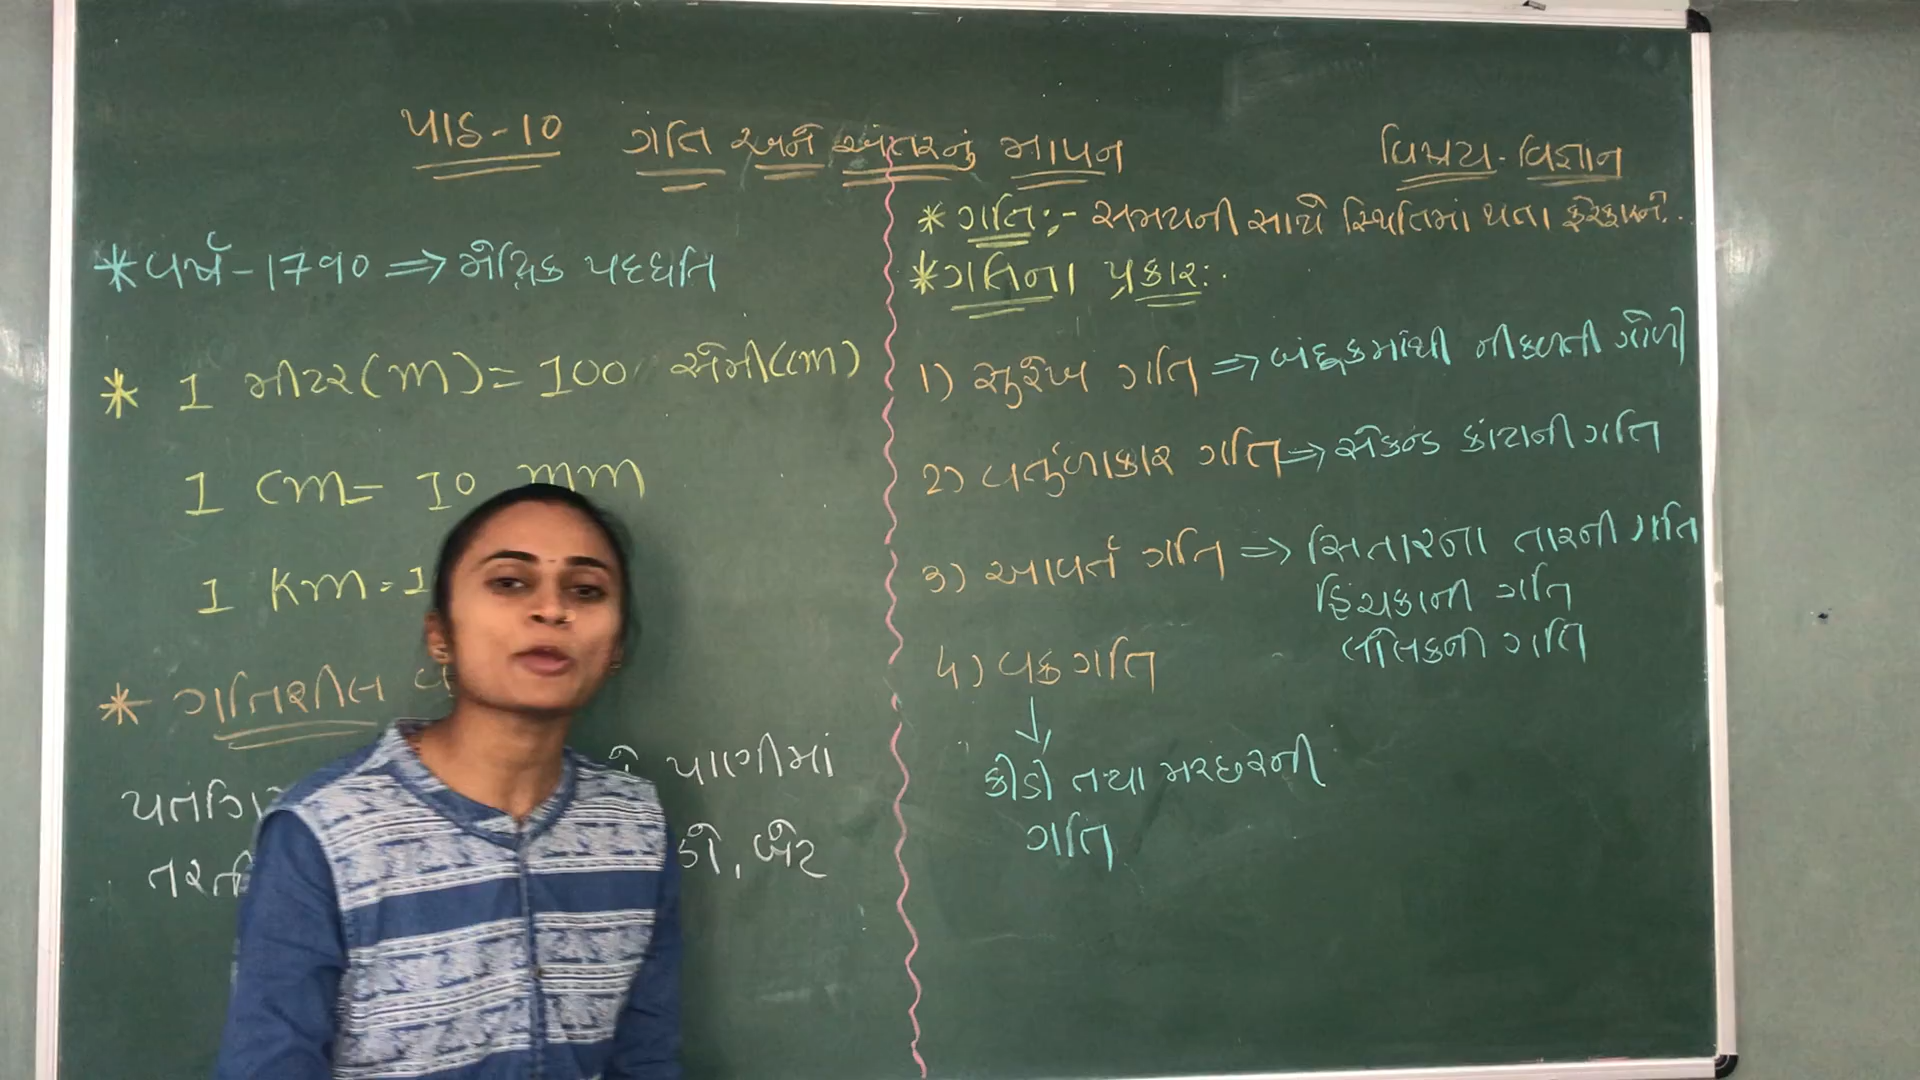 પાઠ-10 ગતિ અને અંતરનું માપન
વિષય-વિજ્ઞાન
*વર્ષ-1790 ⇒ મેટ્રિક પદ્ધતિ
* 1 મીટર(m)= 100 સેમી(cm)
1 cm= 10 mm
1 Km=1
* ગતિશીલ
પાણીમાં
બોટ
* ગતિ:- સમયની સાથે સ્થિતિમાં થતા ફેરફારને.
*ગતિના પ્રકાર:
1) સુરેખ ગતિ ⇒ બંદૂકમાંથી નીકળતી ગોળી
2) વર્તુળાકાર ગતિ ⇒ સેકન્ડ કાંટાની ગતિ
3) આવર્ત ગતિ ⇒ સિતારના તારની ગતિ
હિંચકાની ગતિ
લોલકની ગતિ
4) વક્રગતિ
↓
કીડી તથા મચ્છરની
ગતિ